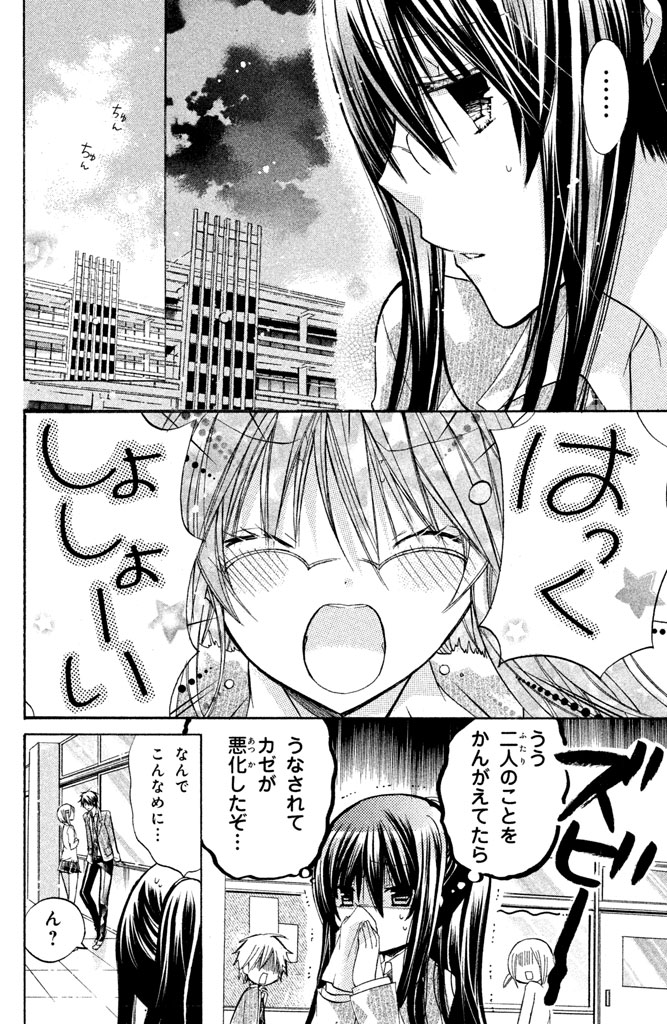 ………
ちゅん
ちゅん
はっく
しょ
しょーい
ズビー
うう
二人のことを
かんがえてたら
うなされて
カゼが
悪化したぞ…
なんで
こんなめに…
ん?